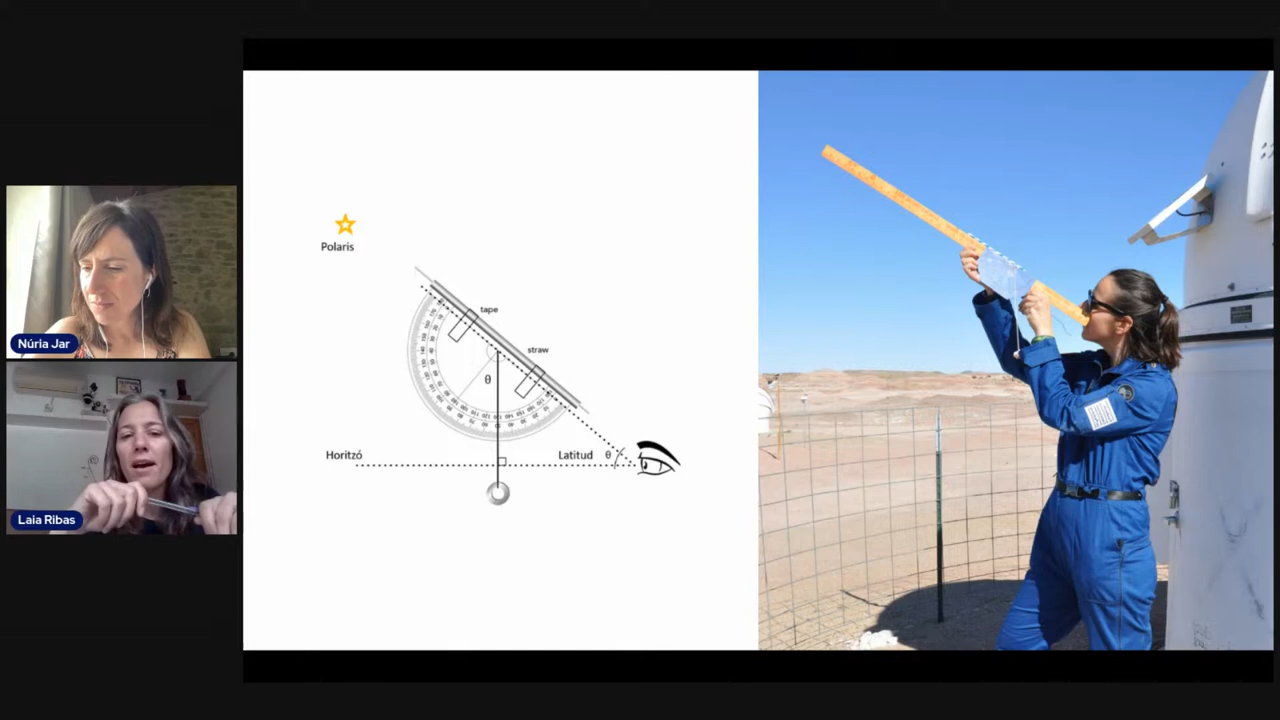 Núria Jar
Laia Ribas
Polaris
tape
straw
θ
Horitzó
Latitud θ